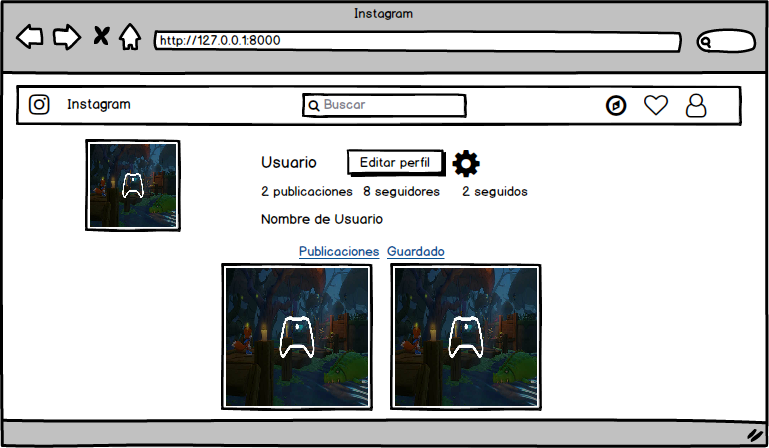 Instagram
http://127.0.0.1:8000
Instagram
Buscar
Usuario
Editar perfil
2 publicaciones 8 seguidores 2 seguidos
Nombre de Usuario
Publicaciones Guardado